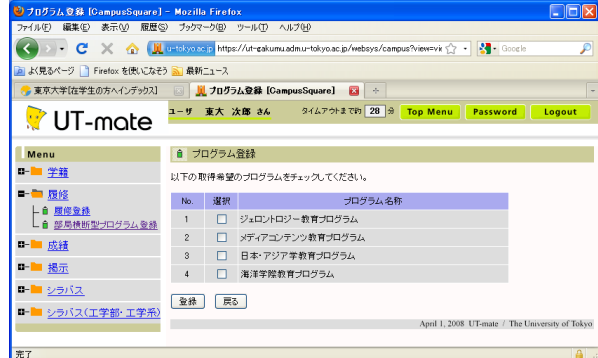 プログラム登録 [CampusSquare] - Mozilla Firefox
ファイル(F) 編集(E) 表示(V) 履歴(S) ブックマーク(B) ツール(T) ヘルプ(H)
u-tokyo.ac.jp https://ut-gakumu.adm.u-tokyo.ac.jp/websys/campus?view=vie Google
よく見るページ Firefox を使いこなそう 最新ニュース
東京大学[在学生の方へインデックス] プログラム登録 [CampusSquare]
UT-mate
ユーザ 東大 次郎 さん タイムアウトまで約 28 分 Top Menu Password Logout
Menu
学籍
履修
履修登録
部局横断型プログラム登録
成績
掲示
シラバス
シラバス(工学部・工学系)
プログラム登録
以下の取得希望のプログラムをチェックしてください。
No. 選択 プログラム名称
1 ジェロントロジー教育プログラム
2 メディアコンテンツ教育プログラム
3 日本・アジア学教育プログラム
4 海洋学際教育プログラム
登録 戻る
April 1, 2008 UT-mate / The University of Tokyo
完了